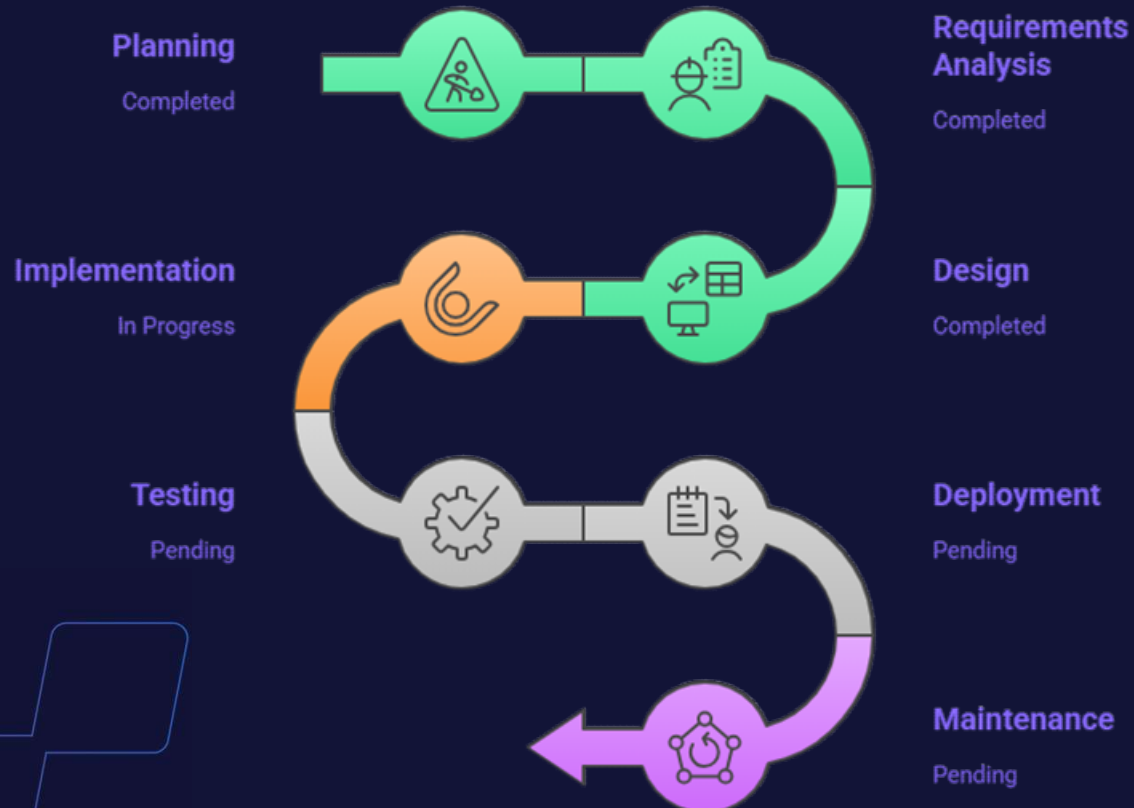 Planning
Completed
Requirements
Analysis
Completed
Implementation
In Progress
Design
Completed
Testing
Pending
Deployment
Pending
Maintenance
Pending